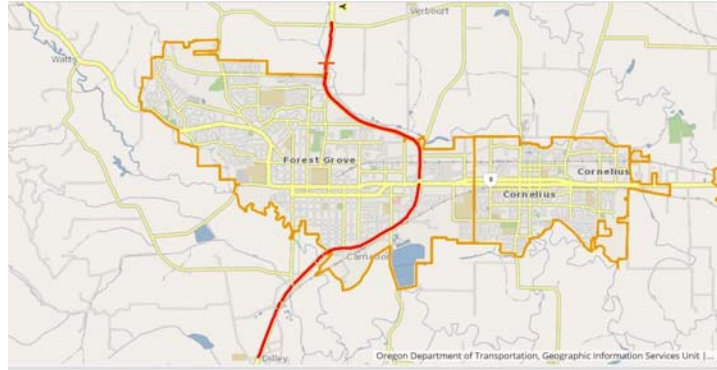 Verboort
Watts
Forest Grove
8
Cornelius
Cornelius
Dilley
Oregon Department of Transportation, Geographic Information Services Unit |...